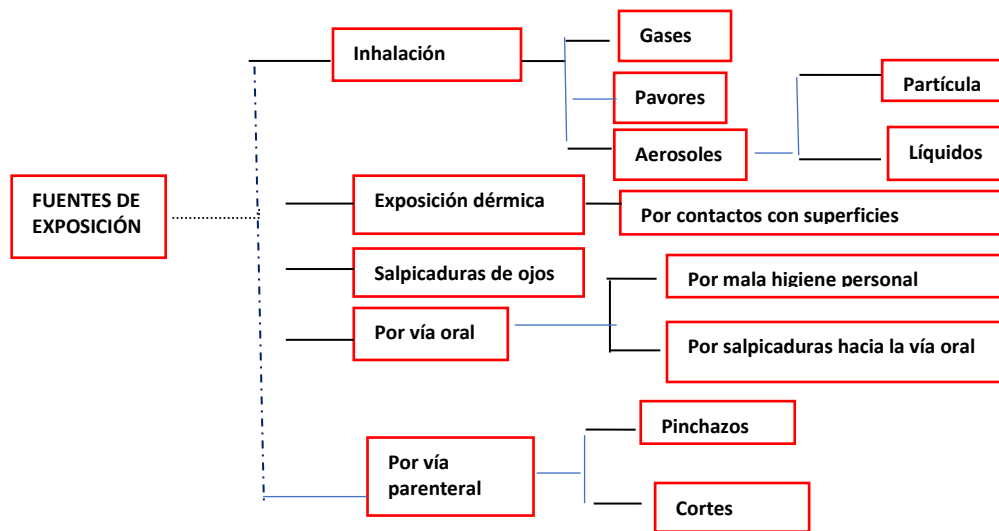 FUENTES DE
EXPOSICIÓN
Inhalación
Gases
Pavores
Aerosoles
Partícula
Líquidos
Exposición dérmica
Por contactos con superficies
Salpicaduras de ojos
Por vía oral
Por mala higiene personal
Por salpicaduras hacia la vía oral
Por vía
parenteral
Pinchazos
Cortes